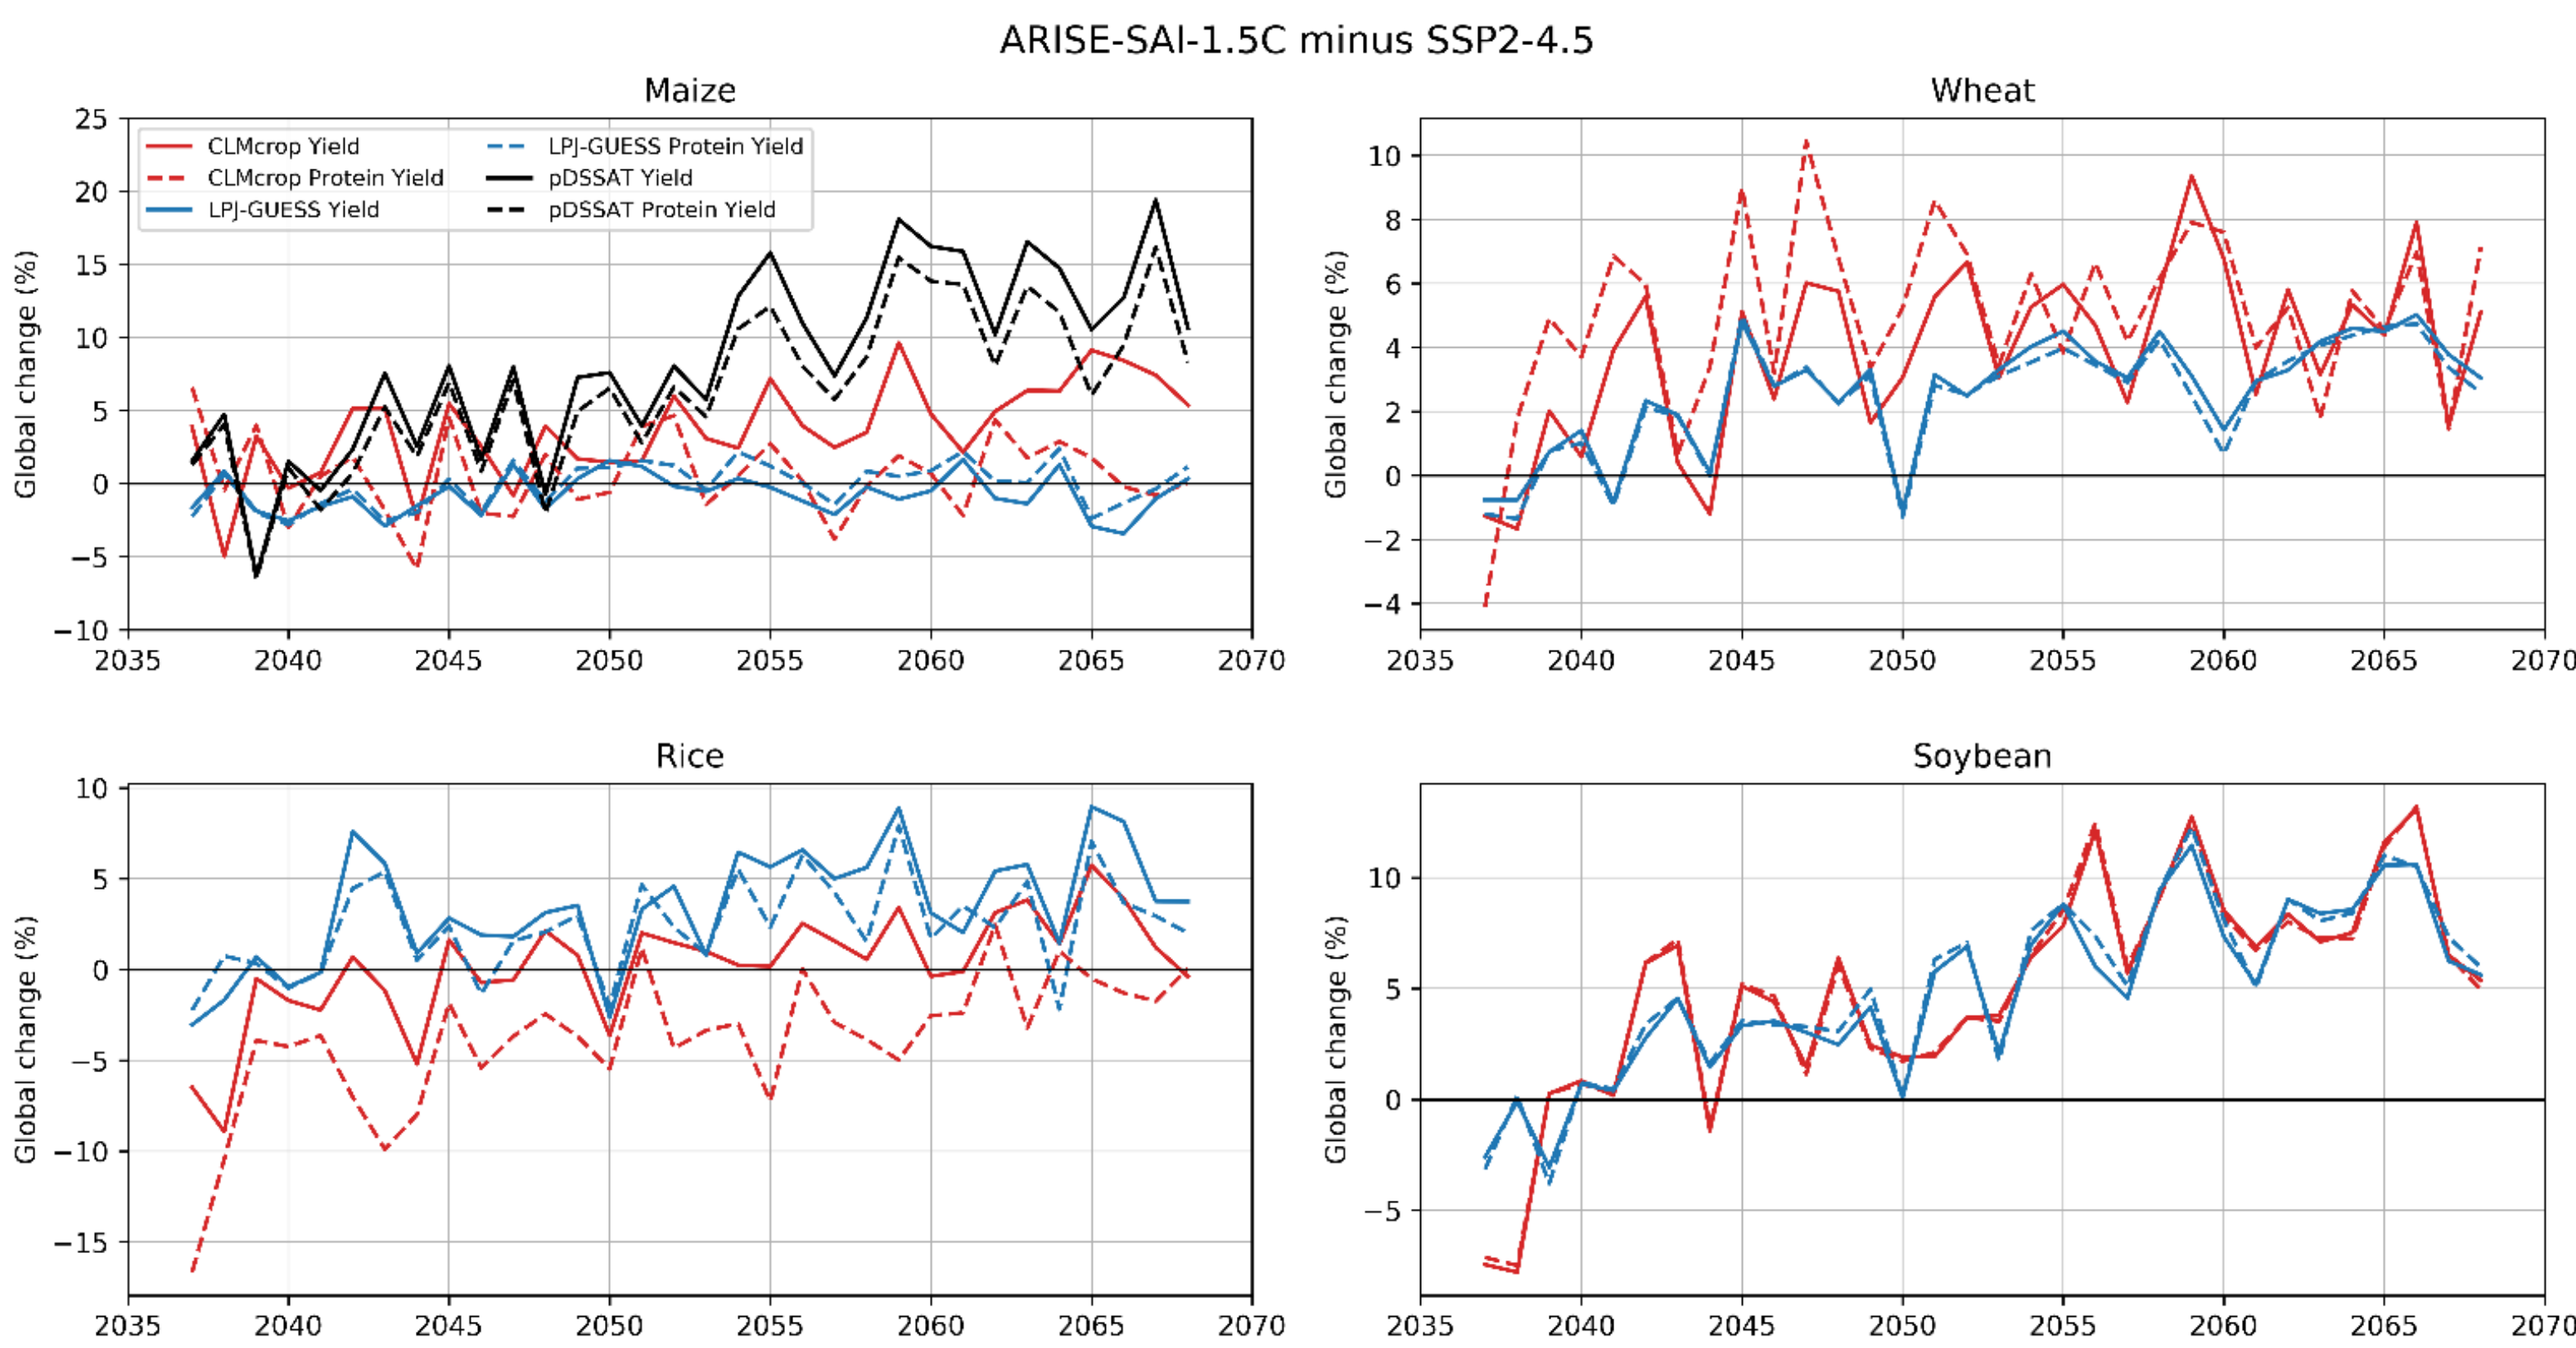 ARISE-SAI-1.5C minus SSP2-4.5
Maize
Global change (%)
25
20
15
10
5
0
−5
−10
CLMcrop Yield
CLMcrop Protein Yield
LPJ-GUESS Yield
LPJ-GUESS Protein Yield
pDSSAT Yield
pDSSAT Protein Yield
2035 2040 2045 2050 2055 2060 2065 2070
Wheat
Global change (%)
10
8
6
4
2
0
−2
−4
2035 2040 2045 2050 2055 2060 2065 2070
Rice
Global change (%)
10
5
0
−5
−10
−15
2035 2040 2045 2050 2055 2060 2065 2070
Soybean
Global change (%)
10
5
0
−5
2035 2040 2045 2050 2055 2060 2065 2070